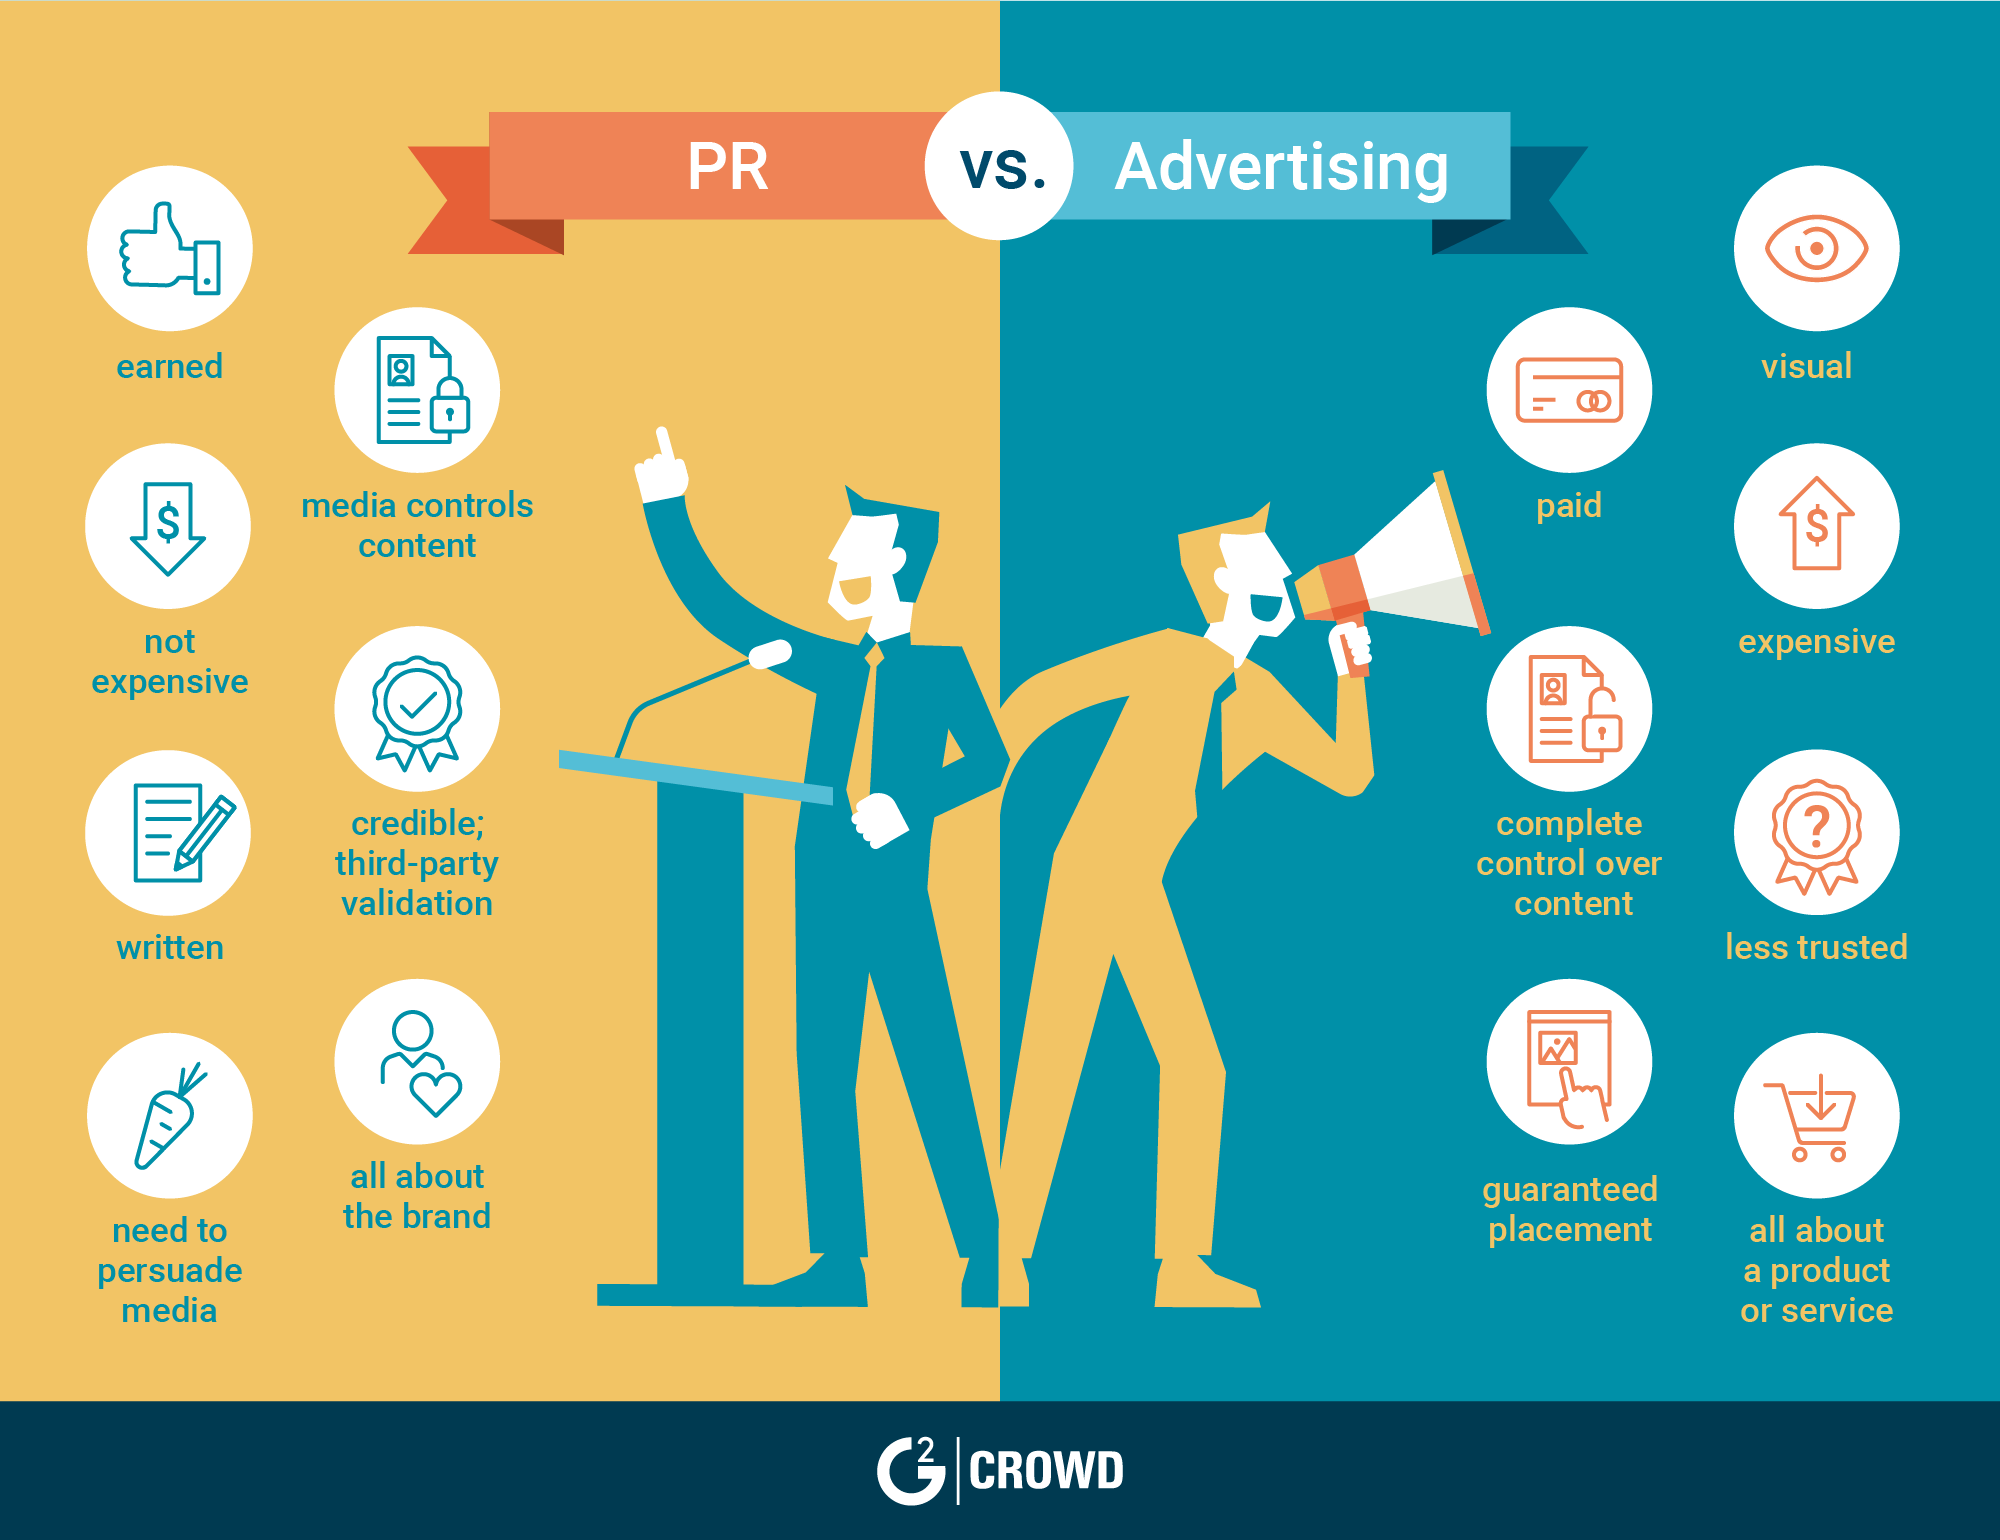 PR
vs.
Advertising
earned
media controls
content
not
expensive
$
credible;
third-party
validation
written
all about
the brand
need to
persuade
media
visual
paid
$
expensive
complete
control over
content
?
less trusted
guaranteed
placement
all about
a product
or service
G2 | CROWD